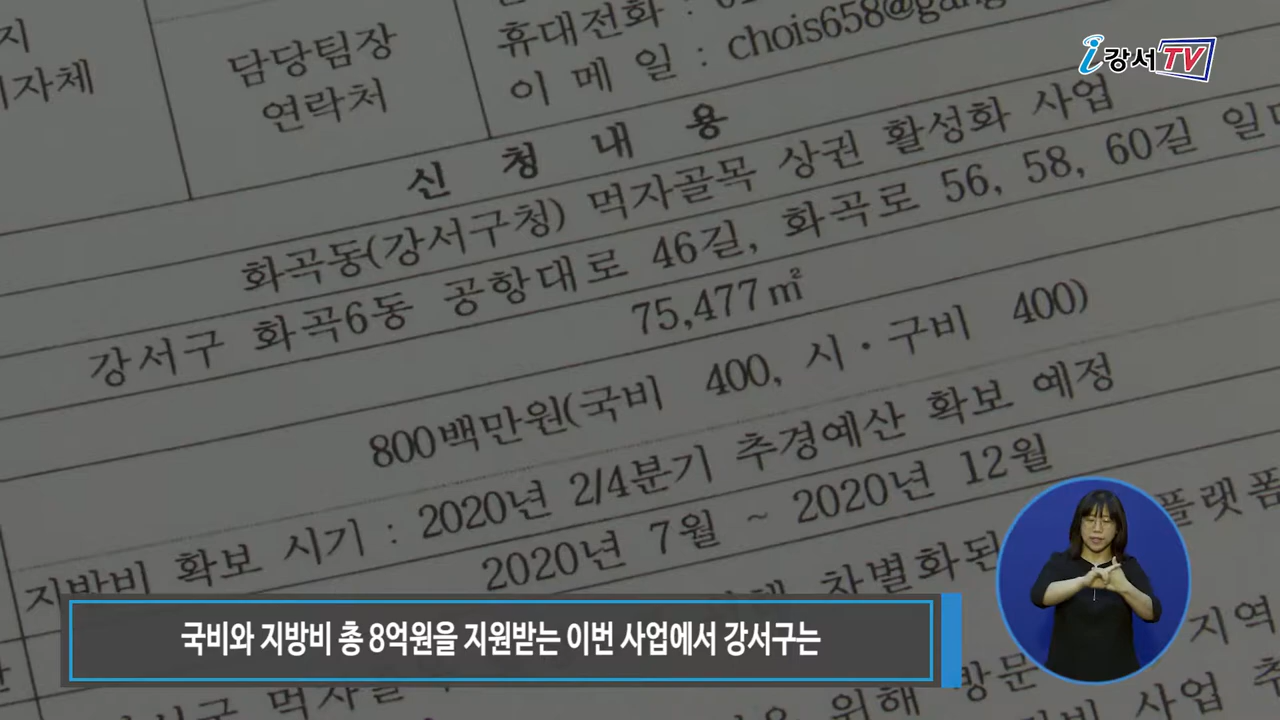 i강서TV
지
휴대전화 :
담당팀장
이 메 일 : chois658@gang
자체
연락처
신 청 내 용
화곡동(강서구청) 먹자골목 상권 활성화 사업
강서구 화곡6동 공항대로 46길, 화곡로 56, 58, 60길
75,477㎡
800백만원(국비 400, 시·구비 400)
지방비 확보 시기 : 2020년 2/4분기 추경예산 확보 예정
2020년 7월 ~ 2020년 12월
차별화된 플랫폼
지역
위해 방문
사업
국비와 지방비 총 8억원을 지원받는 이번 사업에서 강서구는